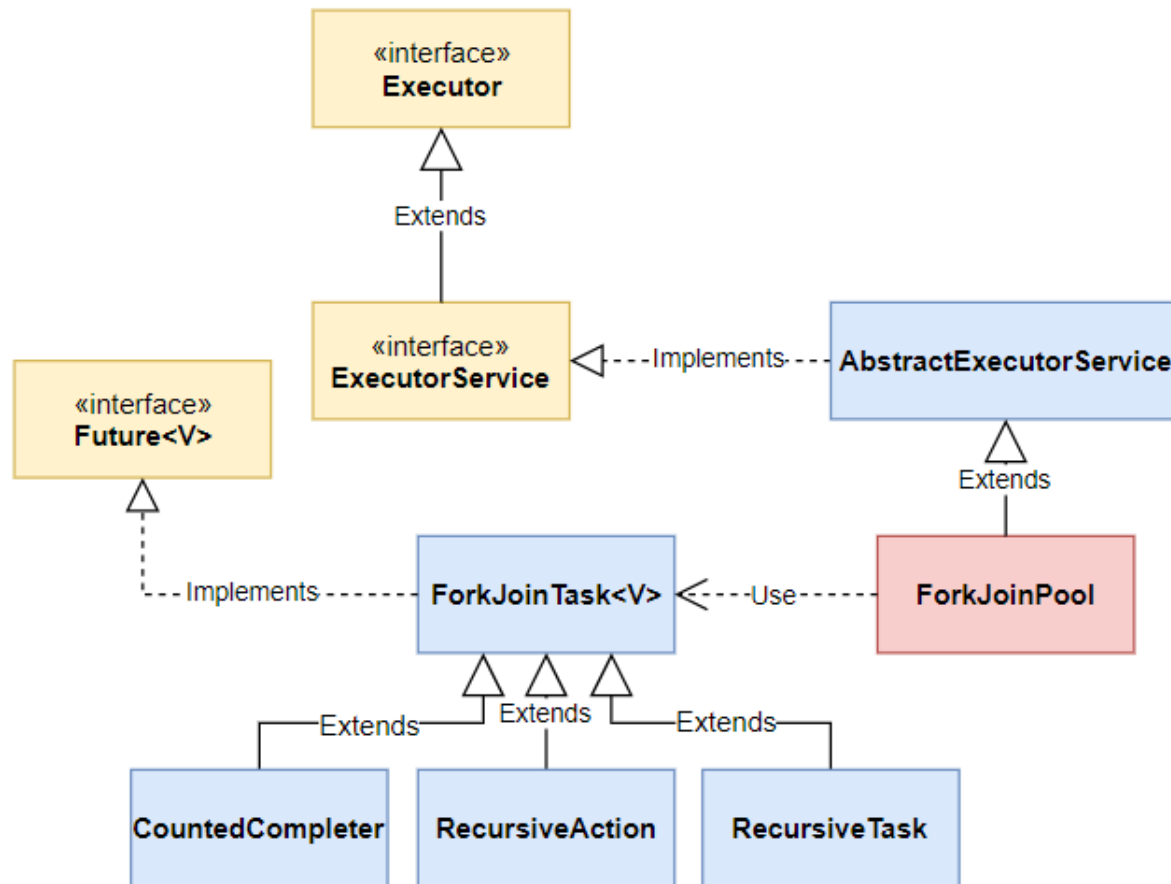 «interface»
Executor
Extends
«interface»
ExecutorService
Implements
AbstractExecutorService
«interface»
Future<V>
Extends
Implements
ForkJoinTask<V>
Use
ForkJoinPool
Extends
Extends
Extends
CountedCompleter
RecursiveAction
RecursiveTask